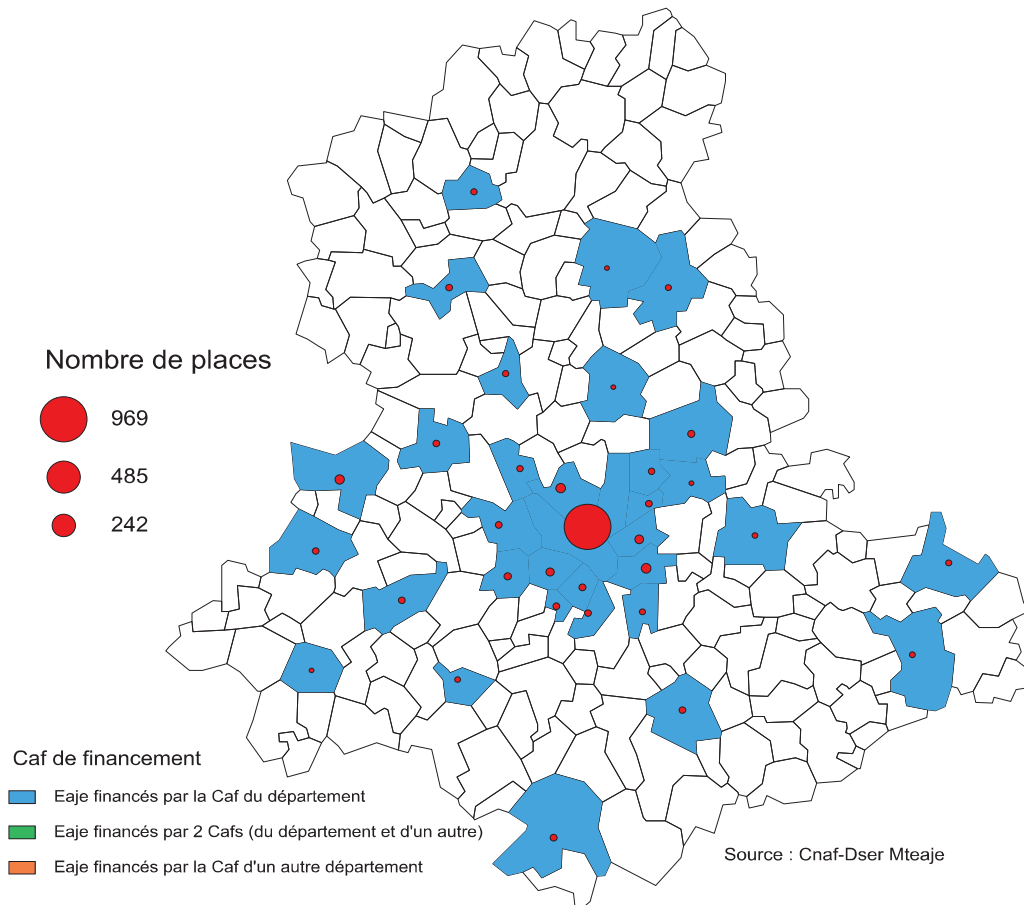 Nombre de places
969
485
242
Caf de financement
Eaje financés par la Caf du département
Eaje financés par 2 Cafs (du département et d'un autre)
Eaje financés par la Caf d'un autre département
Source : Cnaf-Dser Mteaje